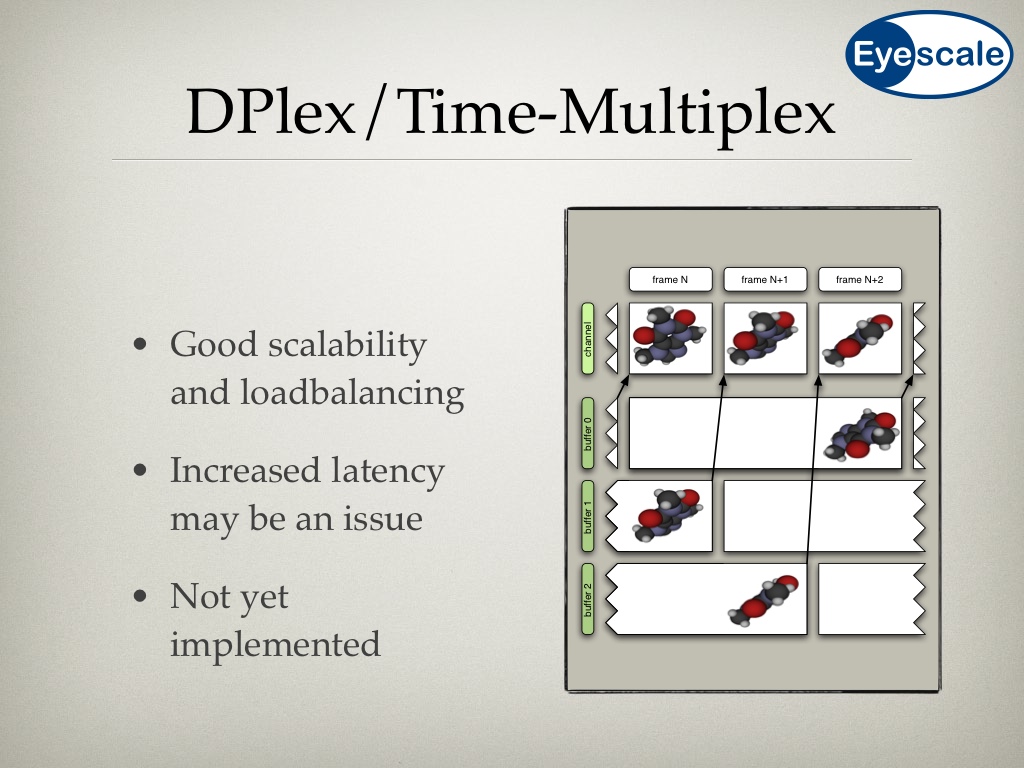 Eyescale
DPlex/Time-Multiplex
• Good scalability
and loadbalancing
• Increased latency
may be an issue
• Not yet
implemented
frame N
frame N+1
frame N+2
channel
buffer 0
buffer 1
buffer 2